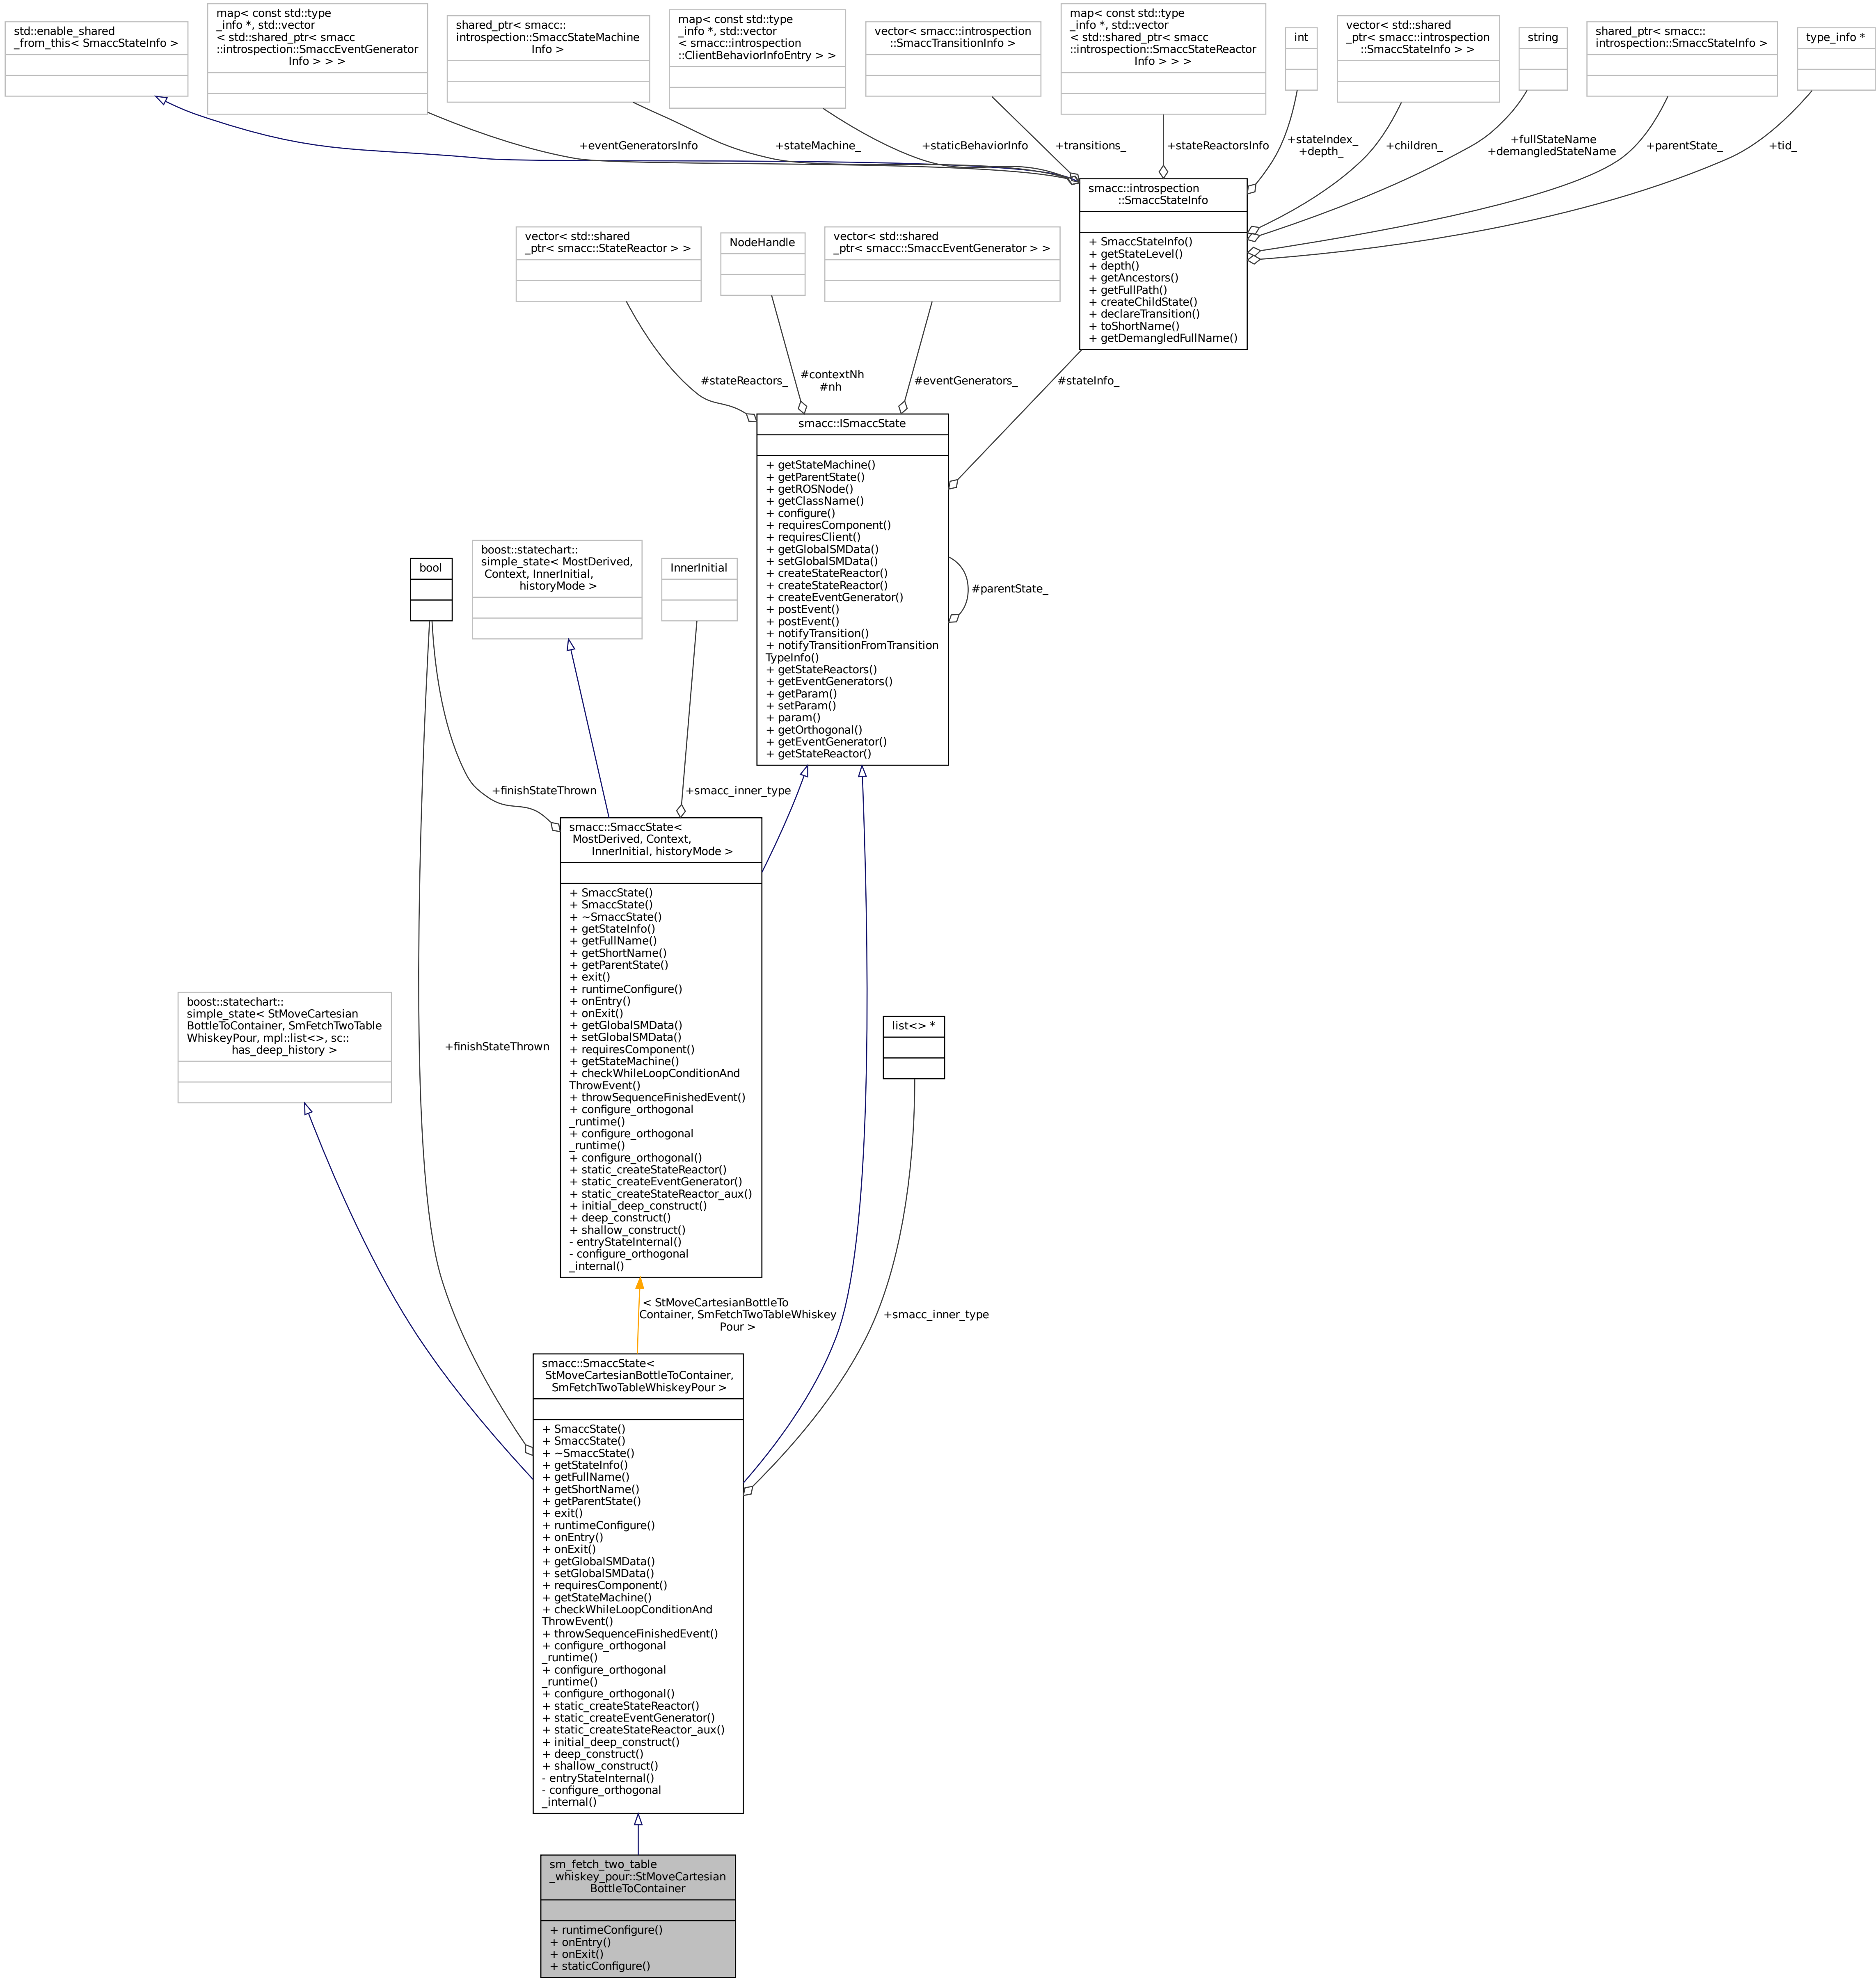 std::enable_shared
_from_this< SmaccStateInfo >
map< const std::type
_info *, std::vector
< std::shared_ptr< smacc
::introspection::SmaccEventGenerator
Info > > >
shared_ptr< smacc::
introspection::SmaccStateMachine
Info >
map< const std::type
_info *, std::vector
< smacc::introspection
::ClientBehaviorInfoEntry > >
vector< smacc::introspection
::SmaccTransitionInfo >
map< const std::type
_info *, std::vector
< std::shared_ptr< smacc
::introspection::SmaccStateReactor
Info > > >
int
vector< std::shared
_ptr< smacc::introspection
::SmaccStateInfo > >
string
shared_ptr< smacc::
introspection::SmaccStateInfo >
type_info *
+eventGeneratorsInfo
+stateMachine_
+staticBehaviorInfo
+transitions_
+stateReactorsInfo
+stateIndex_
+depth_
+children_
+fullStateName
+demangledStateName
+parentState_
+tid_
smacc::introspection
::SmaccStateInfo
+ SmaccStateInfo()
+ getStateLevel()
+ depth()
+ getAncestors()
+ getFullPath()
+ createChildState()
+ declareTransition()
+ toShortName()
+ getDemangledFullName()
vector< std::shared
_ptr< smacc::StateReactor > >
NodeHandle
vector< std::shared
_ptr< smacc::SmaccEventGenerator > >
#stateReactors_
#contextNh
#nh
#eventGenerators_
#stateInfo_
smacc::ISmaccState
+ getStateMachine()
+ getParentState()
+ getROSNode()
+ getClassName()
+ configure()
+ requiresComponent()
+ requiresClient()
+ getGlobalSMData()
+ setGlobalSMData()
+ createStateReactor()
+ createStateReactor()
+ createEventGenerator()
+ postEvent()
+ postEvent()
+ notifyTransition()
+ notifyTransitionFromTransition
TypeInfo()
+ getStateReactors()
+ getEventGenerators()
+ getParam()
+ setParam()
+ param()
+ getOrthogonal()
+ getEventGenerator()
+ getStateReactor()
#parentState_
bool
boost::statechart::
simple_state< MostDerived,
Context, InnerInitial,
historyMode >
InnerInitial
+finishStateThrown
+smacc_inner_type
smacc::SmaccState<
MostDerived, Context,
InnerInitial, historyMode >
+ SmaccState()
+ SmaccState()
+ ~SmaccState()
+ getStateInfo()
+ getFullName()
+ getShortName()
+ getParentState()
+ exit()
+ runtimeConfigure()
+ onEntry()
+ onExit()
+ getGlobalSMData()
+ setGlobalSMData()
+ requiresComponent()
+ getStateMachine()
+ checkWhileLoopConditionAnd
ThrowEvent()
+ throwSequenceFinishedEvent()
+ configure_orthogonal
_runtime()
+ configure_orthogonal
_runtime()
+ configure_orthogonal()
+ static_createStateReactor()
+ static_createEventGenerator()
+ static_createStateReactor_aux()
+ initial_deep_construct()
+ deep_construct()
+ shallow_construct()
- entryStateInternal()
- configure_orthogonal
_internal()
boost::statechart::
simple_state< StMoveCartesian
BottleToContainer, SmFetchTwoTable
WhiskeyPour, mpl::list<>, sc::
has_deep_history >
+finishStateThrown
list<> *
< StMoveCartesianBottleTo
Container, SmFetchTwoTableWhiskey
Pour >
+smacc_inner_type
smacc::SmaccState<
StMoveCartesianBottleToContainer,
SmFetchTwoTableWhiskeyPour >
+ SmaccState()
+ SmaccState()
+ ~SmaccState()
+ getStateInfo()
+ getFullName()
+ getShortName()
+ getParentState()
+ exit()
+ runtimeConfigure()
+ onEntry()
+ onExit()
+ getGlobalSMData()
+ setGlobalSMData()
+ requiresComponent()
+ getStateMachine()
+ checkWhileLoopConditionAnd
ThrowEvent()
+ throwSequenceFinishedEvent()
+ configure_orthogonal
_runtime()
+ configure_orthogonal
_runtime()
+ configure_orthogonal()
+ static_createStateReactor()
+ static_createEventGenerator()
+ static_createStateReactor_aux()
+ initial_deep_construct()
+ deep_construct()
+ shallow_construct()
- entryStateInternal()
- configure_orthogonal
_internal()
sm_fetch_two_table
_whiskey_pour::StMoveCartesian
BottleToContainer
+ runtimeConfigure()
+ onEntry()
+ onExit()
+ staticConfigure()